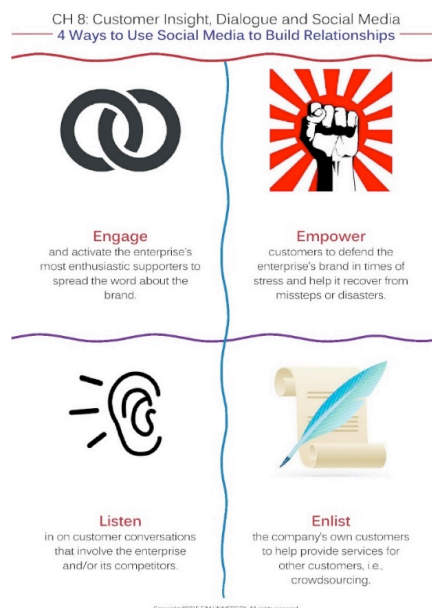 CH 8: Customer Insight, Dialogue and Social Media
4 Ways to Use Social Media to Build Relationships
Engage
and activate the enterprise's
most enthusiastic supporters to
spread the word about the
brand.
Empower
customers to defend the
enterprise's brand in times of
stress and help it recover from
missteps or disasters.
Listen
in on customer conversations
that involve the enterprise
and/or its competitors.
Enlist
the company's own customers
to help provide services for
other customers, i.e.,
crowdsourcing.
All rights reserved